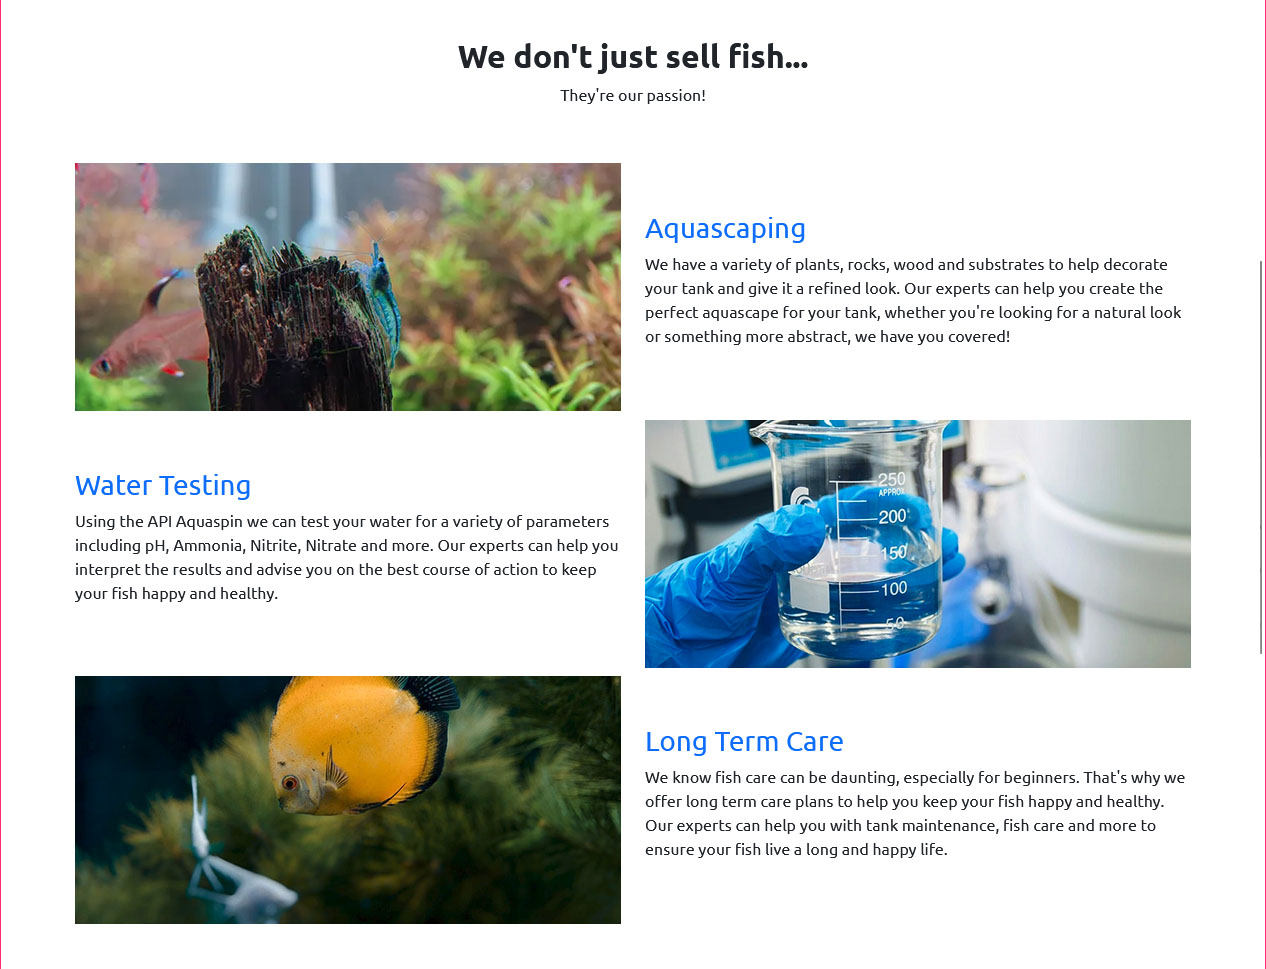 We don't just sell fish...
They're our passion!
Aquascaping
We have a variety of plants, rocks, wood and substrates to help decorate
your tank and give it a refined look. Our experts can help you create the
perfect aquascape for your tank, whether you're looking for a natural look
or something more abstract, we have you covered!
Water Testing
Using the API Aquaspin we can test your water for a variety of parameters
including pH, Ammonia, Nitrite, Nitrate and more. Our experts can help you
interpret the results and advise you on the best course of action to keep
your fish happy and healthy.
250
APPROX
200
150
100
50
Long Term Care
We know fish care can be daunting, especially for beginners. That's why we
offer long term care plans to help you keep your fish happy and healthy.
Our experts can help you with tank maintenance, fish care and more to
ensure your fish live a long and happy life.